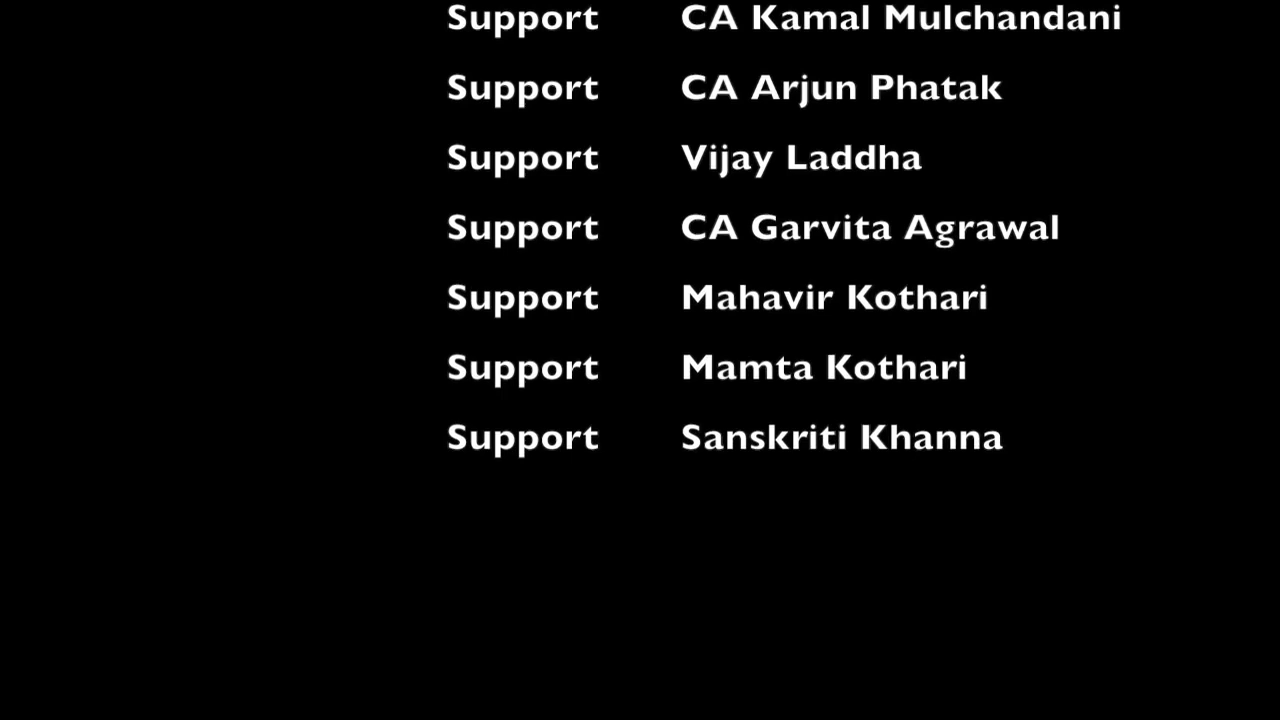 Support CA Kamal Mulchandani
Support CA Arjun Phatak
Support Vijay Laddha
Support CA Garvita Agrawal
Support Mahavir Kothari
Support Mamta Kothari
Support Sanskriti Khanna